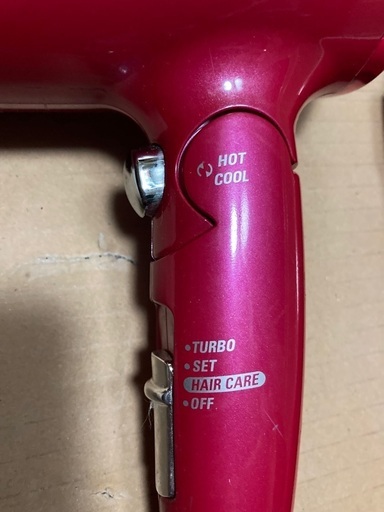 HOT
COOL
•TURBO
•SET
HAIR CARE
•OFF